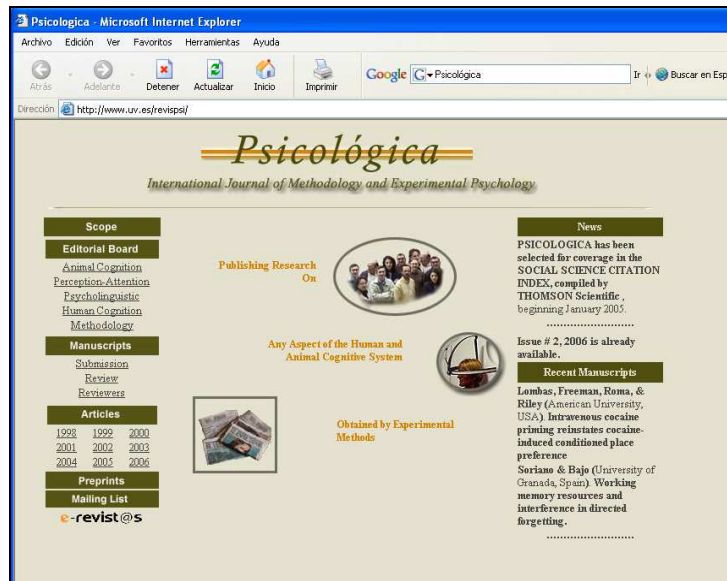 Psicologica - Microsoft Internet Explorer
Archivo Edición Ver Favoritos Herramientas Ayuda
Google G Psicológica Ir Buscar en Esp
Atrás Adelante Detener Actualizar Inicio Imprimir
Dirección http://www.uv.es/revispsi/
Psicológica
International Journal of Methodology and Experimental Psychology
Scope
Editorial Board
Animal Cognition
Perception-Attention
Psycholinguistic
Human Cognition
Methodology
Manuscripts
Submission
Review
Reviewers
Articles
1998 1999 2000
2001 2002 2003
2004 2005 2006
Preprints
Mailing List
e-revist@s
Publishing Research
On
Any Aspect of the Human and
Animal Cognitive System
Obtained by Experimental
Methods
News
PSICOLOGICA has been
selected for coverage in the
SOCIAL SCIENCE CITATION
INDEX, compiled by
THOMSON Scientific ,
beginning January 2005.
Issue # 2, 2006 is already
available.
Recent Manuscripts
Lombas, Freeman, Roma, &
Riley (American University,
USA). Intravenous cocaine
priming reinstates cocaine-
induced conditioned place
preference
Soriano & Bajo (University of
Granada, Spain). Working
memory resources and
interference in directed
forgetting.